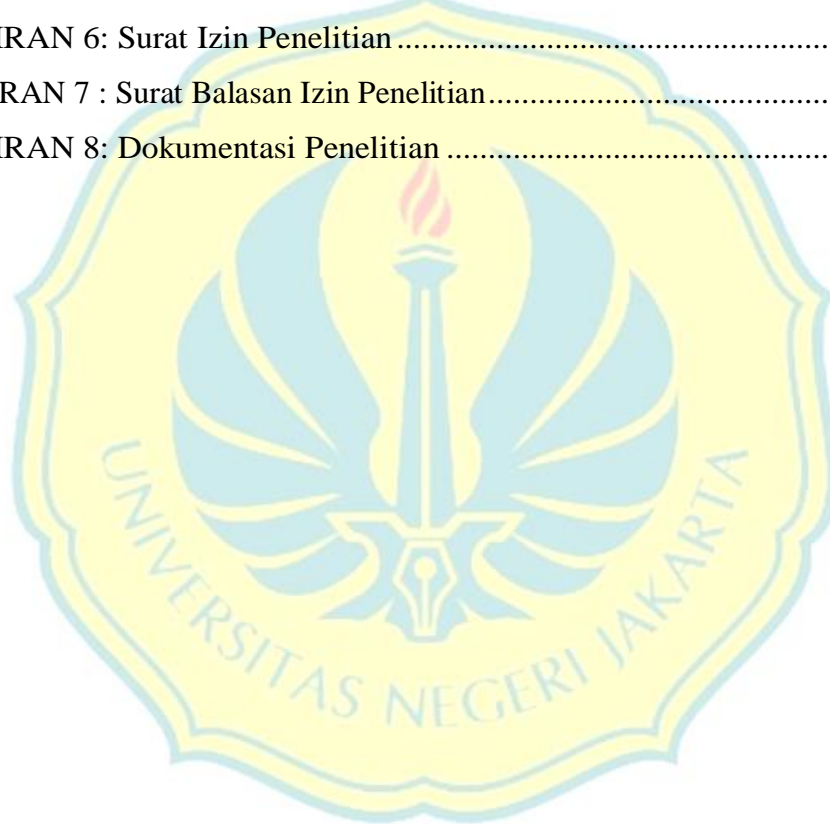 IRAN 6: Surat Izin Penelitian ..............................................
RAN 7 : Surat Balasan Izin Penelitian....................................
IRAN 8: Dokumentasi Penelitian ........................................
UNIVERSITAS NEGERI JAKARTA